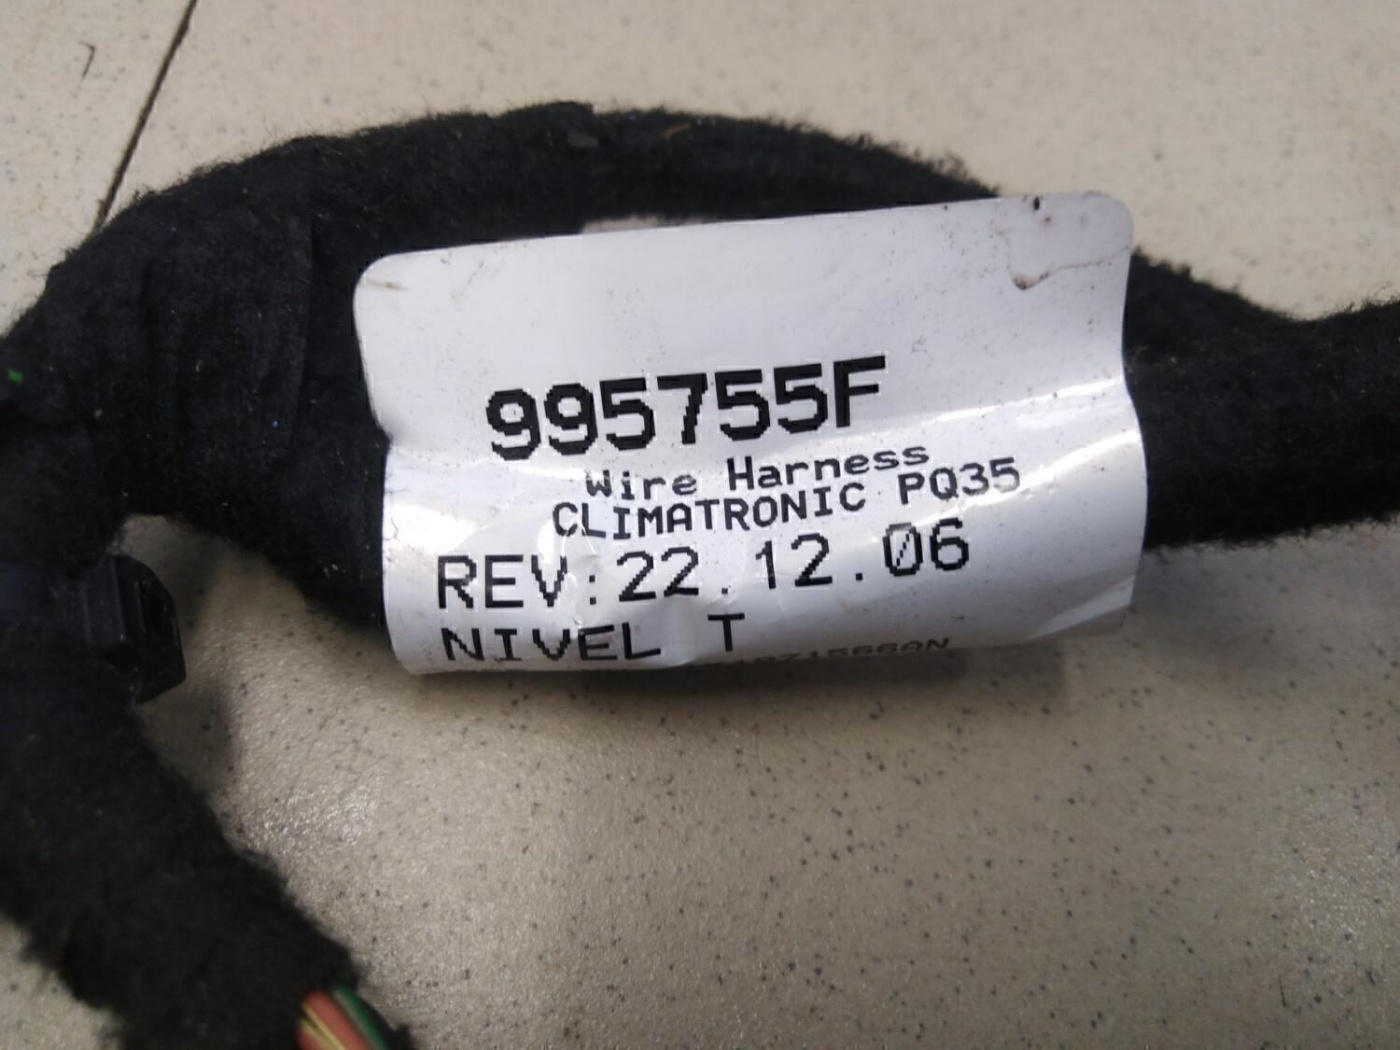 995755F
Wire Harness
CLIMATRONIC PQ35
REV:22.12.06
NIVEL T